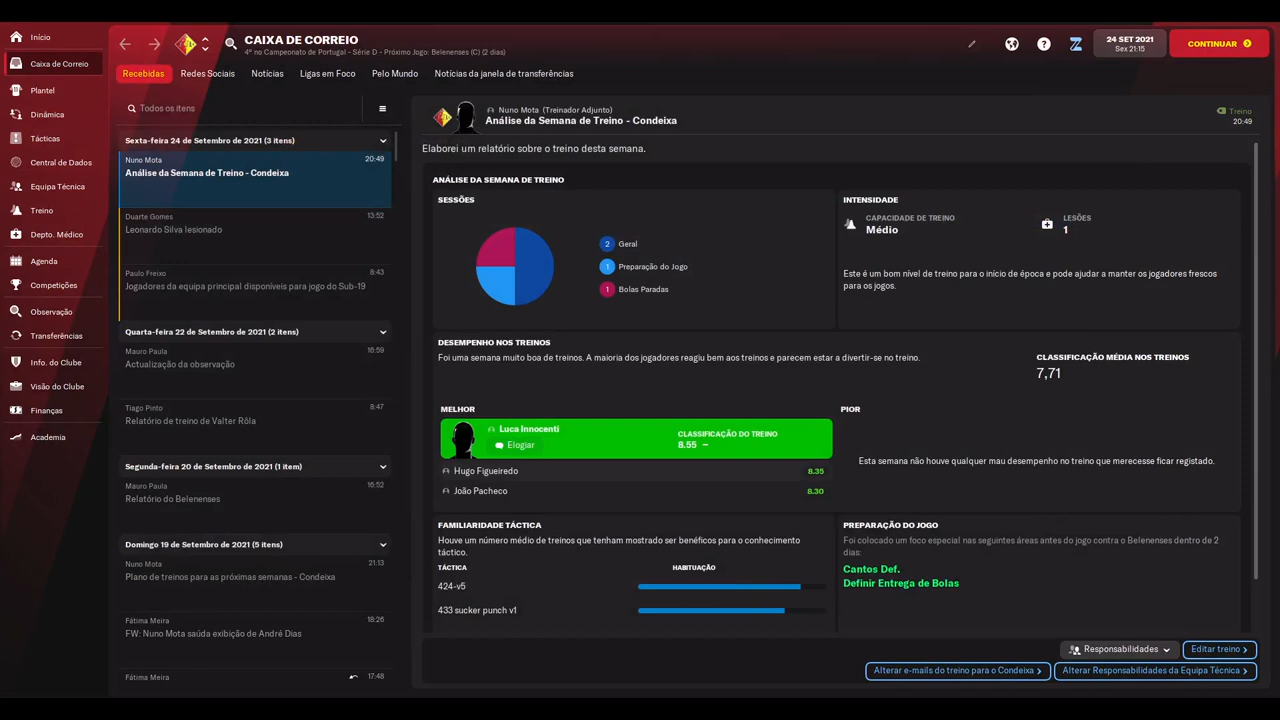 Início
Caixa de Correio
Plantel
Dinâmica
Tácticas
Central de Dados
Equipa Técnica
Treino
Depto. Médico
Agenda
Competições
Observação
Transferências
Info. do Clube
Visão do Clube
Finanças
Academia
CAIXA DE CORREIO
4º no Campeonato de Portugal - Série D - Próximo Jogo: Belenenses (C) (2 dias)
24 SET 2021
Sex 21:15
CONTINUAR
Recebidas
Redes Sociais
Notícias
Ligas em Foco
Pelo Mundo
Notícias da janela de transferências
Todos os itens
Sexta-feira 24 de Setembro de 2021 (3 itens)
Nuno Mota 20:49
Análise da Semana de Treino - Condeixa
Duarte Gomes 13:52
Leonardo Silva lesionado
Paulo Freixo 8:43
Jogadores da equipa principal disponíveis para jogo do Sub-19
Quarta-feira 22 de Setembro de 2021 (2 itens)
Mauro Paula 16:59
Actualização da observação
Tiago Pinto 8:47
Relatório de treino de Valter Rôla
Segunda-feira 20 de Setembro de 2021 (1 item)
Mauro Paula 16:52
Relatório do Belenenses
Domingo 19 de Setembro de 2021 (5 itens)
Nuno Mota 21:13
Plano de treinos para as próximas semanas - Condeixa
Fátima Meira 18:26
FW: Nuno Mota saúda exibição de André Dias
Fátima Meira 17:48
Nuno Mota (Treinador Adjunto)
Análise da Semana de Treino - Condeixa
Treino
20:49
Elaborei um relatório sobre o treino desta semana.
ANÁLISE DA SEMANA DE TREINO
SESSÕES
2 Geral
1 Preparação do Jogo
1 Bolas Paradas
INTENSIDADE
CAPACIDADE DE TREINO
Médio
LESÕES
1
Este é um bom nível de treino para o início de época e pode ajudar a manter os jogadores frescos
para os jogos.
DESEMPENHO NOS TREINOS
Foi uma semana muito boa de treinos. A maioria dos jogadores reagiu bem aos treinos e parecem estar a divertir-se no treino.
CLASSIFICAÇÃO MÉDIA NOS TREINOS
7,71
MELHOR
Luca Innocenti
Elogiar
CLASSIFICAÇÃO DO TREINO
8.55 –
Hugo Figueiredo 8.35
João Pacheco 8.30
PIOR
Esta semana não houve qualquer mau desempenho no treino que merecesse ficar registado.
FAMILIARIDADE TÁCTICA
Houve um número médio de treinos que tenham mostrado ser benéficos para o conhecimento
táctico.
TÁCTICA HABITUAÇÃO
424-v5
433 sucker punch v1
PREPARAÇÃO DO JOGO
Foi colocado um foco especial nas seguintes áreas antes do jogo contra o Belenenses dentro de 2
dias:
Cantos Def.
Definir Entrega de Bolas
Responsabilidades
Editar treino
Alterar e-mails do treino para o Condeixa
Alterar Responsabilidades da Equipa Técnica